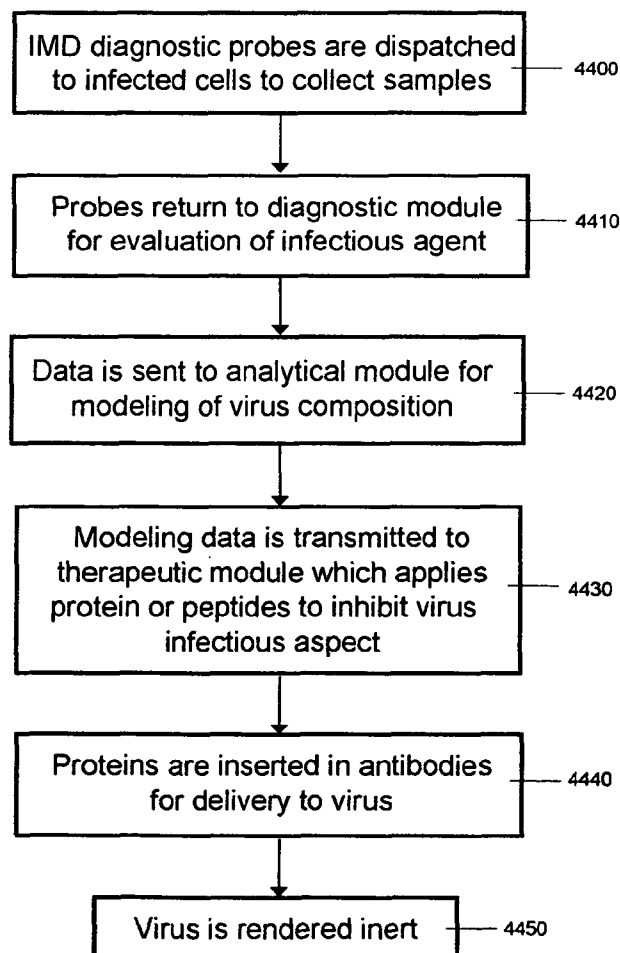 IMD diagnostic probes are dispatched
to infected cells to collect samples
4400
Probes return to diagnostic module
for evaluation of infectious agent
4410
Data is sent to analytical module for
modeling of virus composition
4420
Modeling data is transmitted to
therapeutic module which applies
protein or peptides to inhibit virus
infectious aspect
4430
Proteins are inserted in antibodies
for delivery to virus
4440
Virus is rendered inert
4450